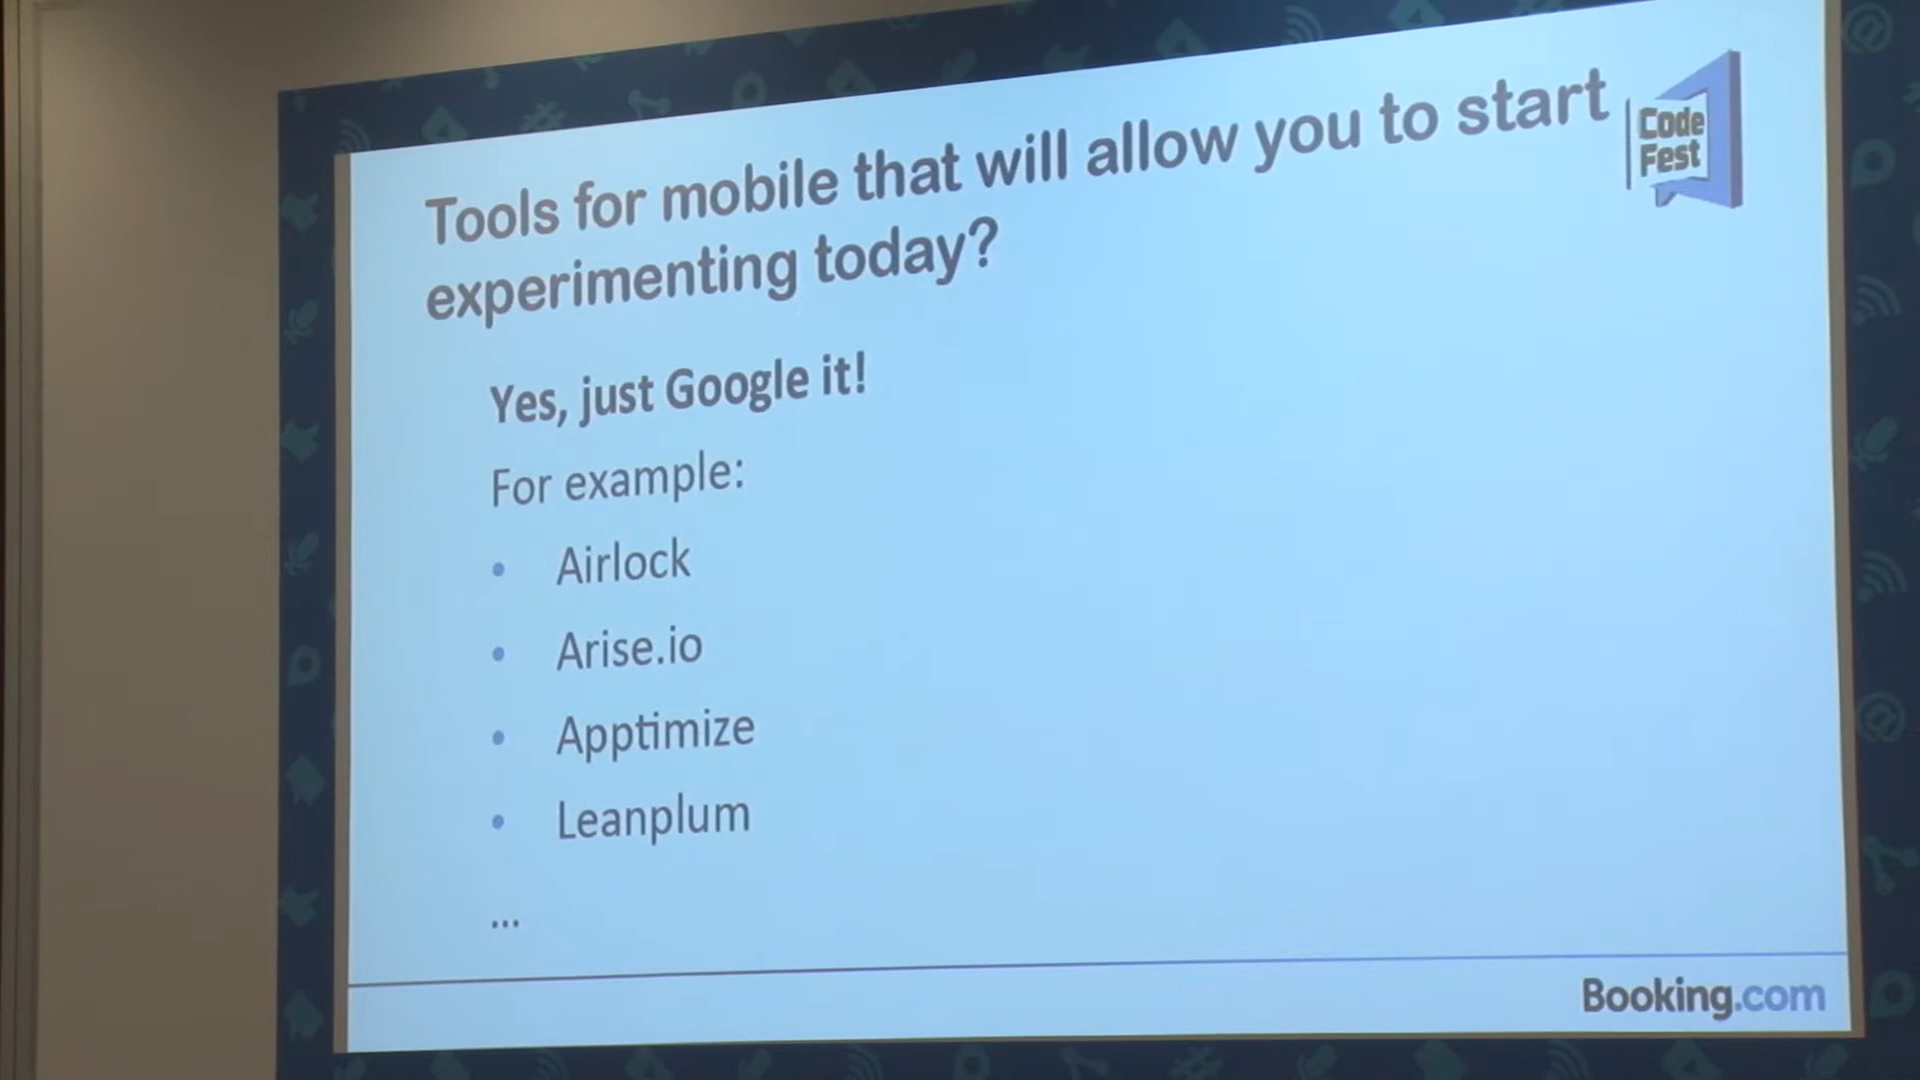 Tools for mobile that will allow you to start
experimenting today?
Code
Fest
Yes, just Google it!
For example:
• Airlock
• Arise.io
• Apptimize
• Leanplum
...
Booking.com